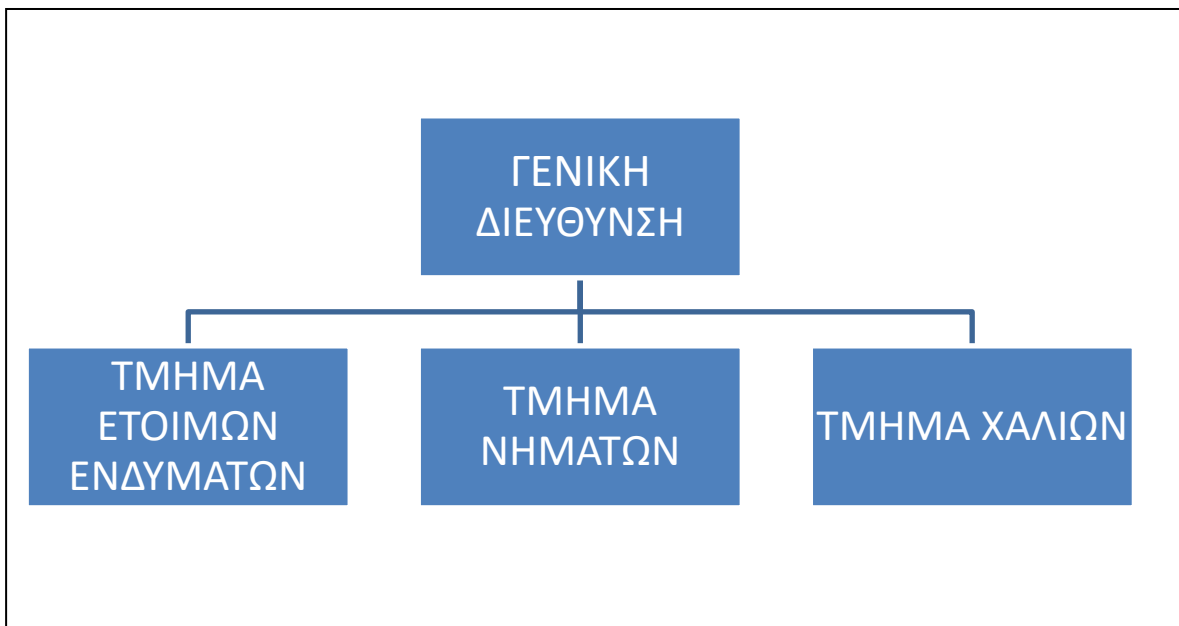 ΓΕΝΙΚΗ
ΔΙΕΥΘΥΝΣΗ
ΤΜΗΜΑ
ΕΤΟΙΜΩΝ
ΕΝΔΥΜΑΤΩΝ
ΤΜΗΜΑ
ΝΗΜΑΤΩΝ
ΤΜΗΜΑ ΧΑΛΙΩΝ